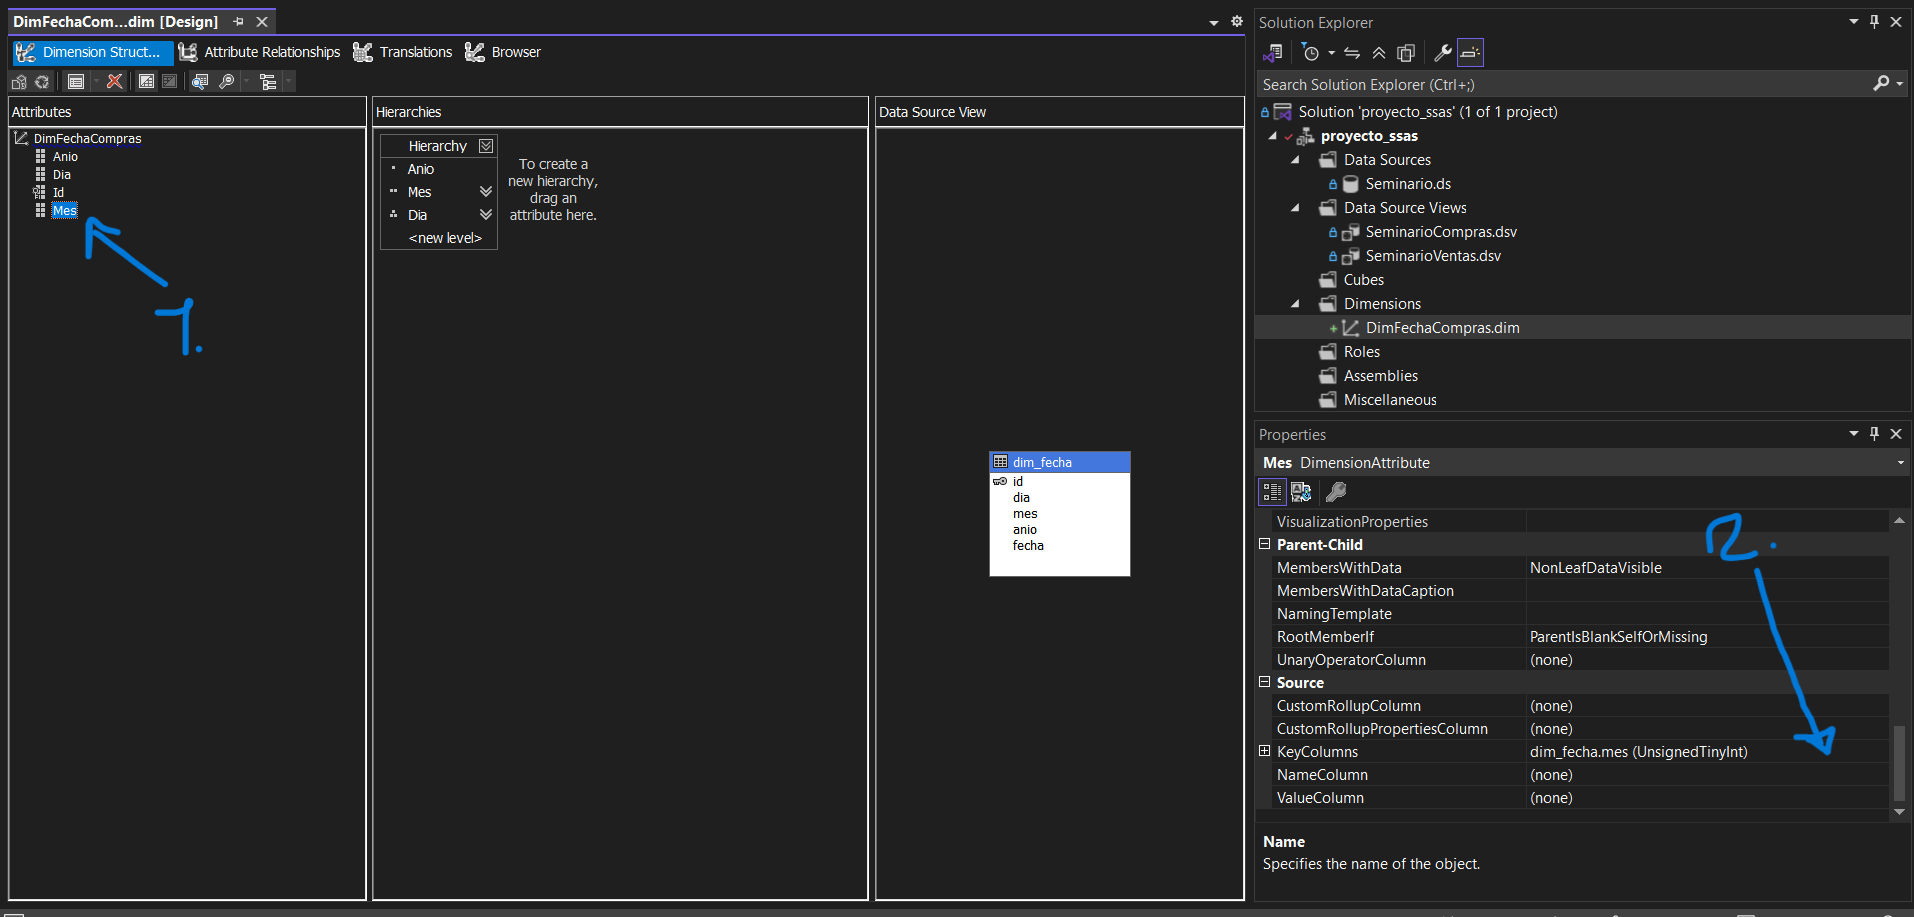 DimFechaCom...dim [Design]
Dimension Struct...
Attribute Relationships
Translations
Browser
Attributes
DimFechaCompras
Anio
Dia
Id
Mes
1.
Hierarchies
Hierarchy
Anio
Mes
Dia
<new level>
To create a
new hierarchy,
drag an
attribute here.
Data Source View
dim_fecha
id
dia
mes
anio
fecha
Solution Explorer
Search Solution Explorer (Ctrl+;)
Solution 'proyecto_ssas' (1 of 1 project)
proyecto_ssas
Data Sources
Seminario.ds
Data Source Views
SeminarioCompras.dsv
SeminarioVentas.dsv
Cubes
Dimensions
DimFechaCompras.dim
Roles
Assemblies
Miscellaneous
Properties
Mes DimensionAttribute
VisualizationProperties
2.
Parent-Child
MembersWithData NonLeafDataVisible
MembersWithDataCaption
NamingTemplate
RootMemberIf ParentIsBlankSelfOrMissing
UnaryOperatorColumn (none)
Source
CustomRollupColumn (none)
CustomRollupPropertiesColumn (none)
KeyColumns dim_fecha.mes (UnsignedTinyInt)
NameColumn (none)
ValueColumn (none)
Name
Specifies the name of the object.